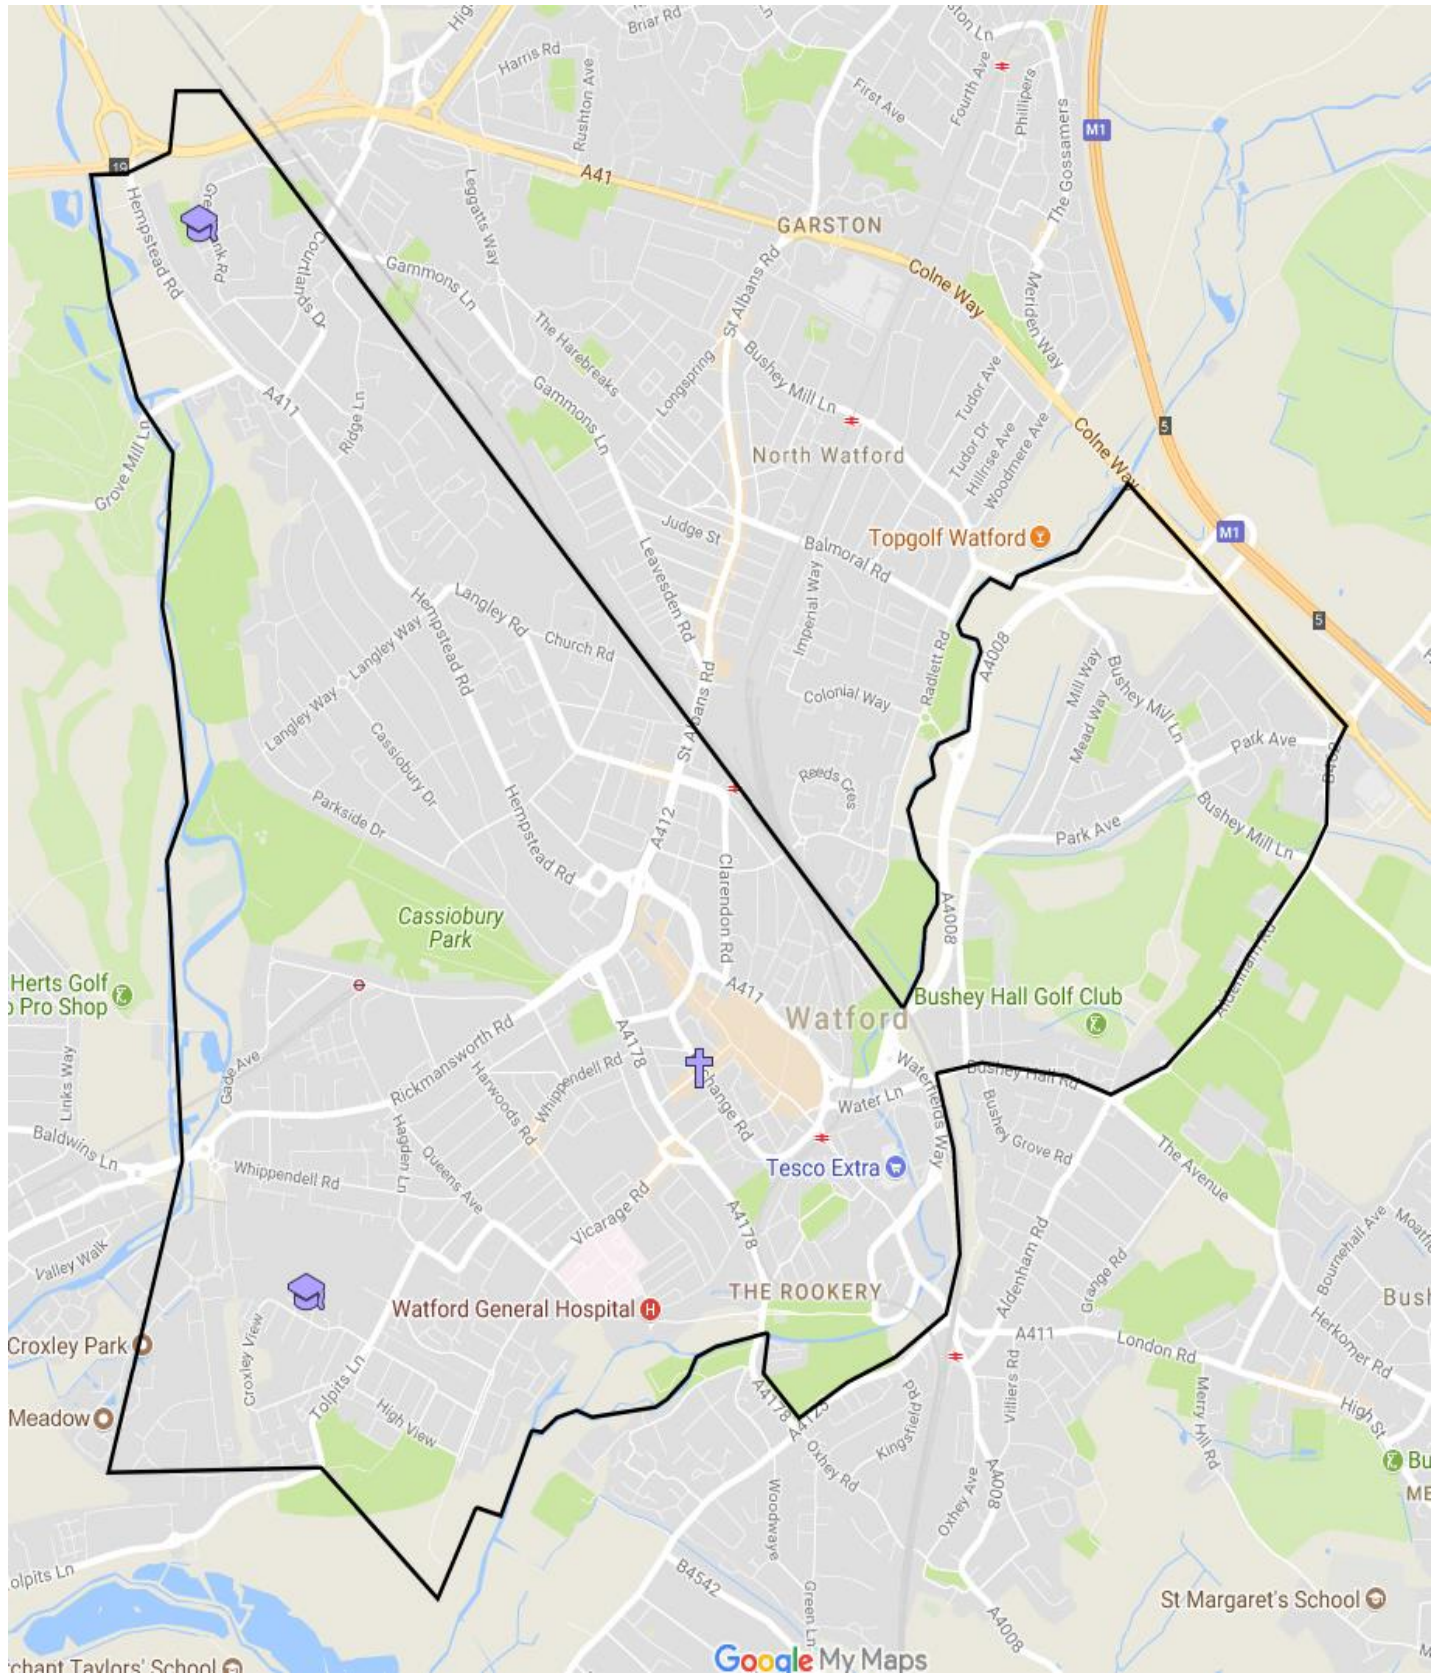 Briar Rd
Harris Rd
Rushton Ave
First Ave
Fourth Ave
Phillipers
The Gossamers
M1
19
A41
Leggatts Way
GARSTON
Hempstead Rd
Courtlands Dr
Gammons Ln
St Albans Rd
Colne Way
Meriden Way
The Harebreaks
Longspring
Bushey Mill Ln
Tudor Ave
A411
Ridge Ln
Gammons Ln
Tudor Dr
Hillrise Ave
Woodmere Ave
Colne Way
5
Grove Mill Ln
North Watford
Judge St
Topgolf Watford
M1
Balmoral Rd
Leavesden Rd
Imperial Way
Langley Rd
Hempstead Rd
Church Rd
Langley Way
Langley Way
5
Radlett Rd
A4008
Mill Way
Mead Way
Bushey Mill Ln
St Albans Rd
Colonial Way
Park Ave
Cassiobury Dr
Reeds Cres
Parkside Dr
Hempstead Rd
A412
Park Ave
Bushey Mill Ln
Clarendon Rd
A4008
Cassiobury
Park
Aldenham Rd
Herts Golf
Pro Shop
A411
Bushey Hall Golf Club
Watford
A4178
Rickmansworth Rd
Gade Ave
Links Way
Harwoods Rd
Whippendell Rd
Waterfields Way
Bushey Hall Rd
Water Ln
Bushey Grove Rd
Baldwins Ln
Hagden Ln
Queens Ave
Whippendell Rd
Tesco Extra
The Avenue
Vicarage Rd
A4178
Valley Walk
Aldenham Rd
Grange Rd
Bournehall Ave
THE ROOKERY
Watford General Hospital
H
Croxley Park
Croxley View
A411
London Rd
Herkomer Rd
Tolpits Ln
High View
Meadow
A4178
Villiers Rd
Merry Hill Rd
High St
Kingsfield Rd
Oxhey Rd
Oxhey Ave
A4008
Woodwaye
B4542
Green Ln
A4008
St Margaret's School
Google My Maps